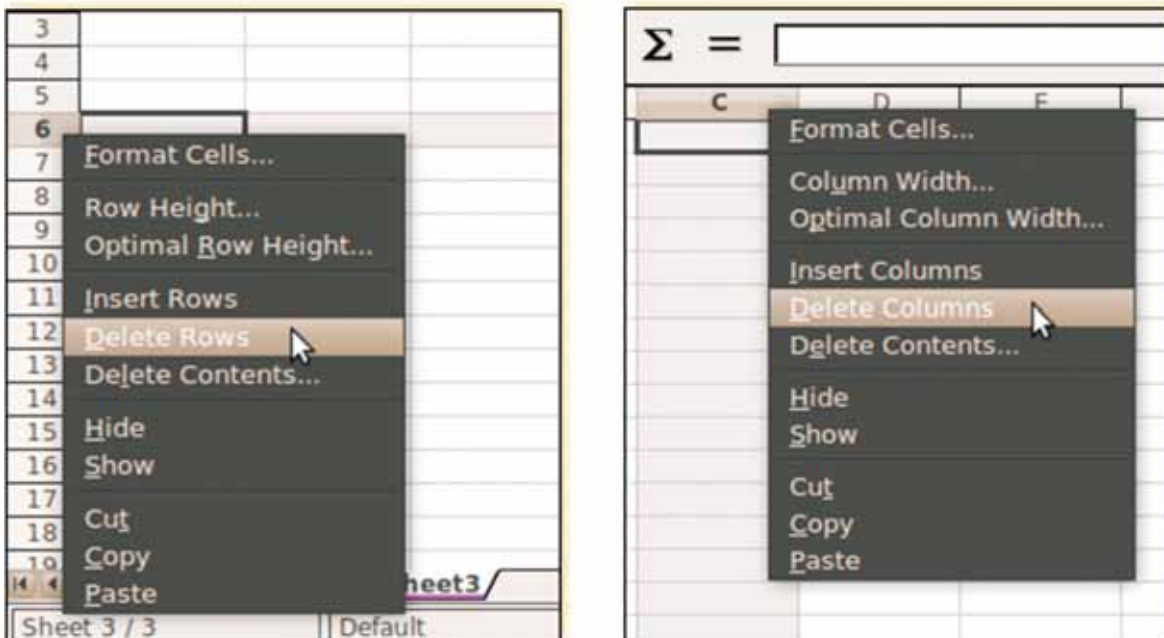 3
4
5
6
7
8
9
10
11
12
13
14
15
16
17
18
19
Format Cells...
Row Height...
Optimal Row Height...
Insert Rows
Delete Rows
Delete Contents...
Hide
Show
Cut
Copy
Paste
heet3
Sheet 3 / 3 Default
Σ =
C D E
Format Cells...
Column Width...
Optimal Column Width...
Insert Columns
Delete Columns
Delete Contents...
Hide
Show
Cut
Copy
Paste